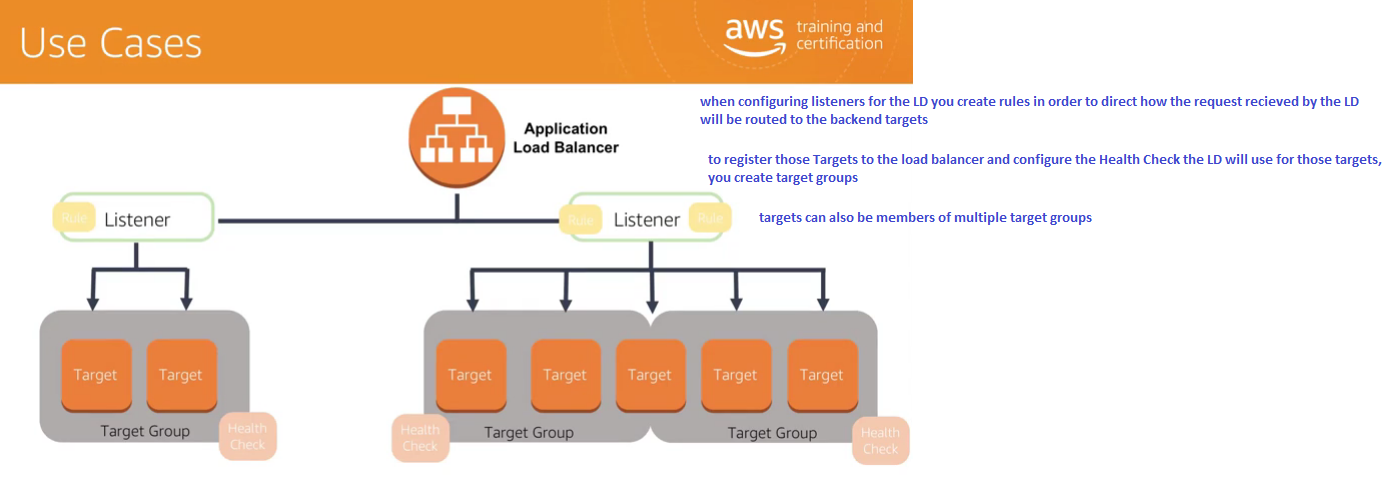 Use Cases
aws training and
certification
when configuring listeners for the LD you create rules in order to direct how the request recieved by the LD
will be routed to the backend targets
Application
Load Balancer
to register those Targets to the load balancer and configure the Health Check the LD will use for those targets,
you create target groups
Rule Listener
Rule Listener Rule
targets can also be members of multiple target groups
Target Target
Target Target Target Target Target
Target Group
Health
Check
Health
Check
Target Group
Target Group
Health
Check